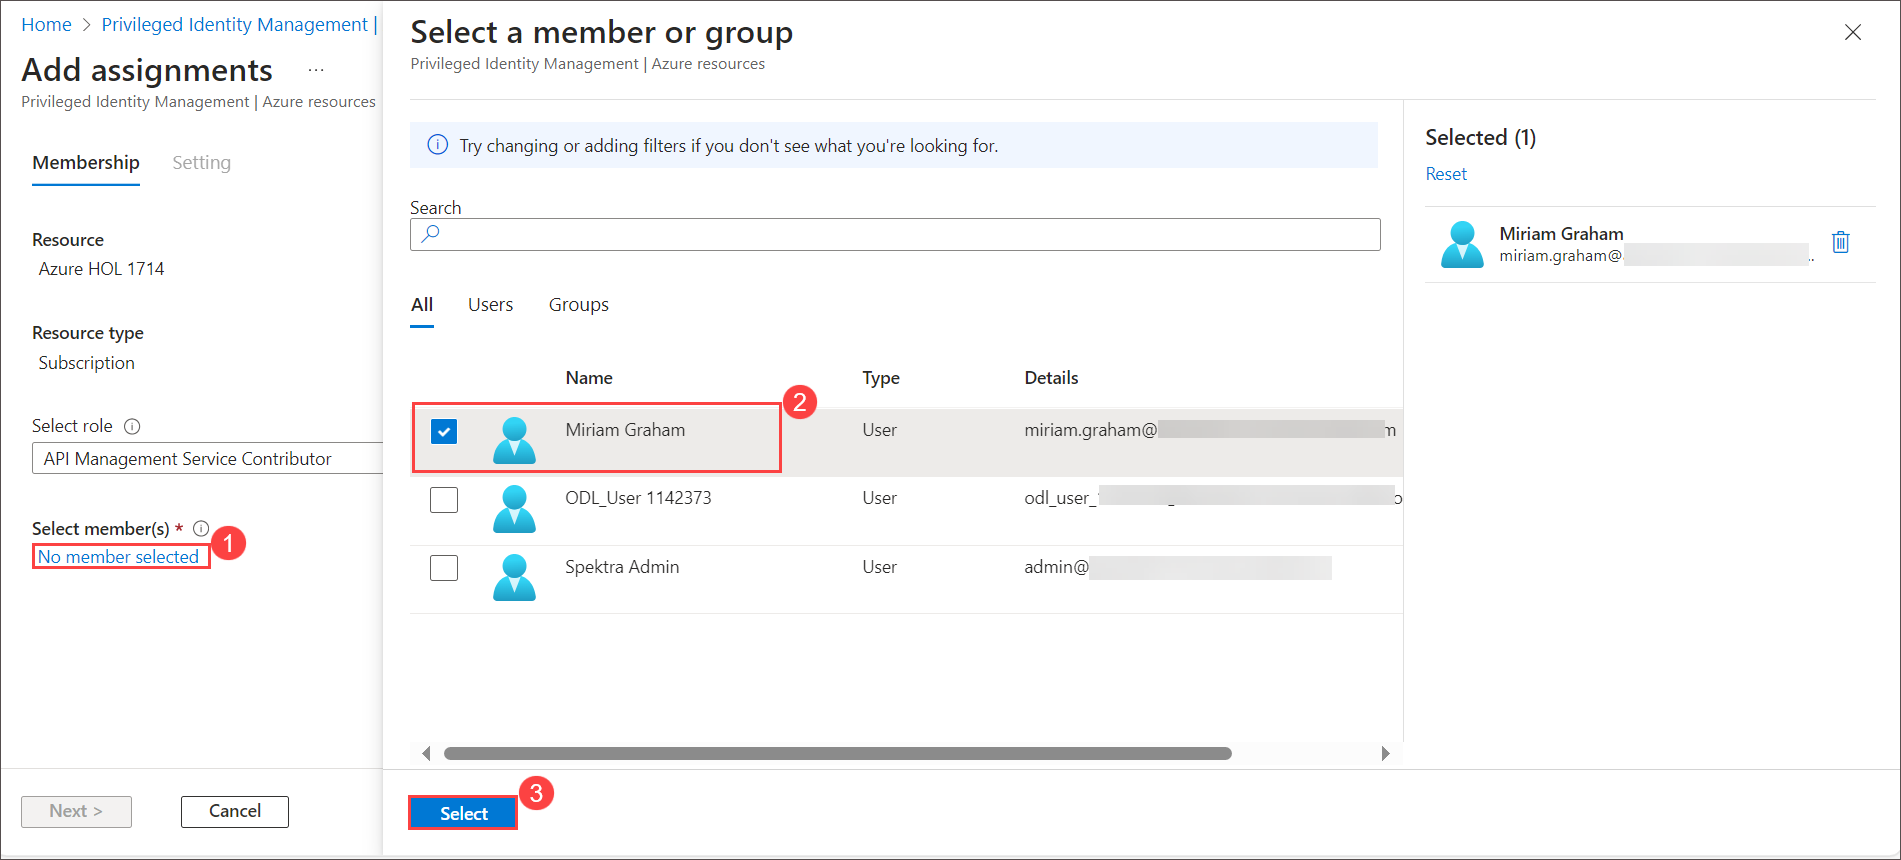 Home > Privileged Identity Management |
Add assignments ...
Privileged Identity Management | Azure resources
Membership Setting
Resource
Azure HOL 1714
Resource type
Subscription
Select role
API Management Service Contributor
Select member(s) *
No member selected
1
Next >
Cancel
Select a member or group
Privileged Identity Management | Azure resources
Try changing or adding filters if you don't see what you're looking for.
Search
All Users Groups
Name Type Details
2
Miriam Graham User miriam.graham@ m
ODL_User 1142373 User odl_user_ o
Spektra Admin User admin@
Select
3
Selected (1)
Reset
Miriam Graham
miriam.graham@ ..